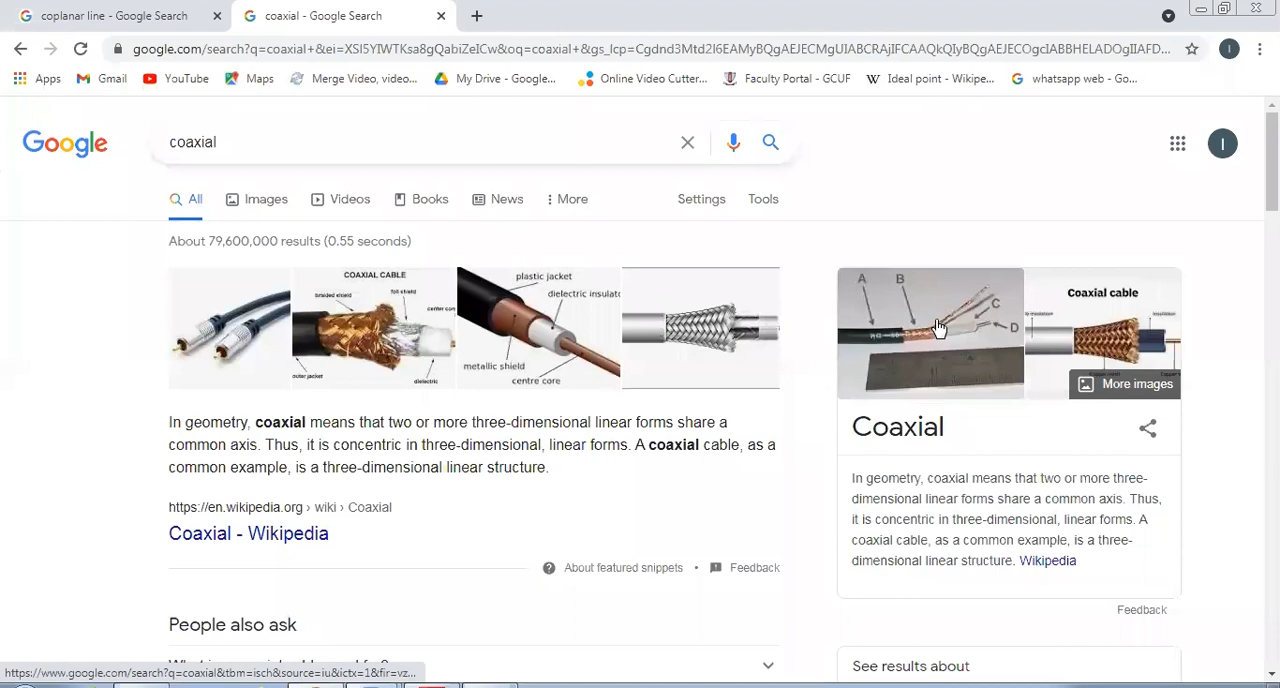 coplanar line - Google Search
coaxial - Google Search
google.com/search?q=coaxial+&ei=XSI5YIWTKsa8gQabiZeICw&oq=coaxial+&gs_lcp=Cgdnd3Mtd2l6EAMyBQgAEJECMgUIABCRAjIFCAAQkQIyBQgAEJECOgcIABBHELADOgIIAFD...
I
Apps
Gmail
YouTube
Maps
Merge Video, video...
My Drive - Google...
Online Video Cutter...
Faculty Portal - GCUF
W Ideal point - Wikipe...
whatsapp web - Go...
Google
coaxial
I
All
Images
Videos
Books
News
More
Settings
Tools
About 79,600,000 results (0.55 seconds)
COAXIAL CABLE
braided shield
foil shield
outer jacket
dielectric
plastic jacket
dielectric insulato
metallic shield
centre core
A
B
C
D
Coaxial cable
More images
In geometry, coaxial means that two or more three-dimensional linear forms share a
common axis. Thus, it is concentric in three-dimensional, linear forms. A coaxial cable, as a
common example, is a three-dimensional linear structure.
https://en.wikipedia.org › wiki › Coaxial
Coaxial - Wikipedia
About featured snippets
•
Feedback
People also ask
Coaxial
In geometry, coaxial means that two or more three-
dimensional linear forms share a common axis. Thus,
it is concentric in three-dimensional, linear forms. A
coaxial cable, as a common example, is a three-
dimensional linear structure. Wikipedia
Feedback
See results about
https://www.google.com/search?q=coaxial&tbm=isch&source=iu&ictx=1&fir=vz...